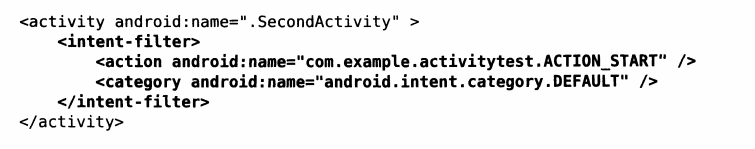 <activity android:name=".SecondActivity" >
    <intent-filter>
        <action android:name="com.example.activitytest.ACTION_START" />
        <category android:name="android.intent.category.DEFAULT" />
    </intent-filter>
</activity>